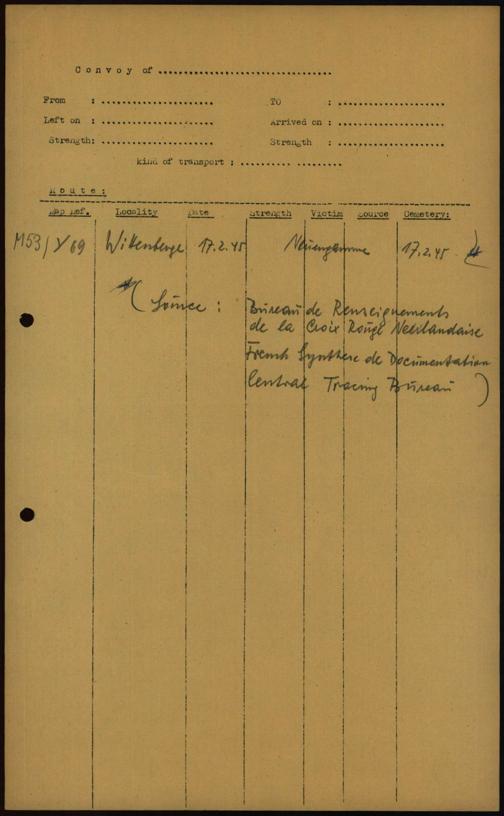 Convoy of ................................
From : ..................... TO : ....................
Left on : ..................... Arrived on : ....................
Strength: ..................... Strength : ....................
kind of transport : .......... .........
Route:
Map Ref. Locality Date Strength Victim Source Cemetery:
M53/Y69 Wittenberge 17.2.45 Neuengamme 17.2.45
(Source : Bureau de Renseignements
de la Croix Rouge Neerlandaise
French Synthese de Documentation
Central Tracing Bureau )